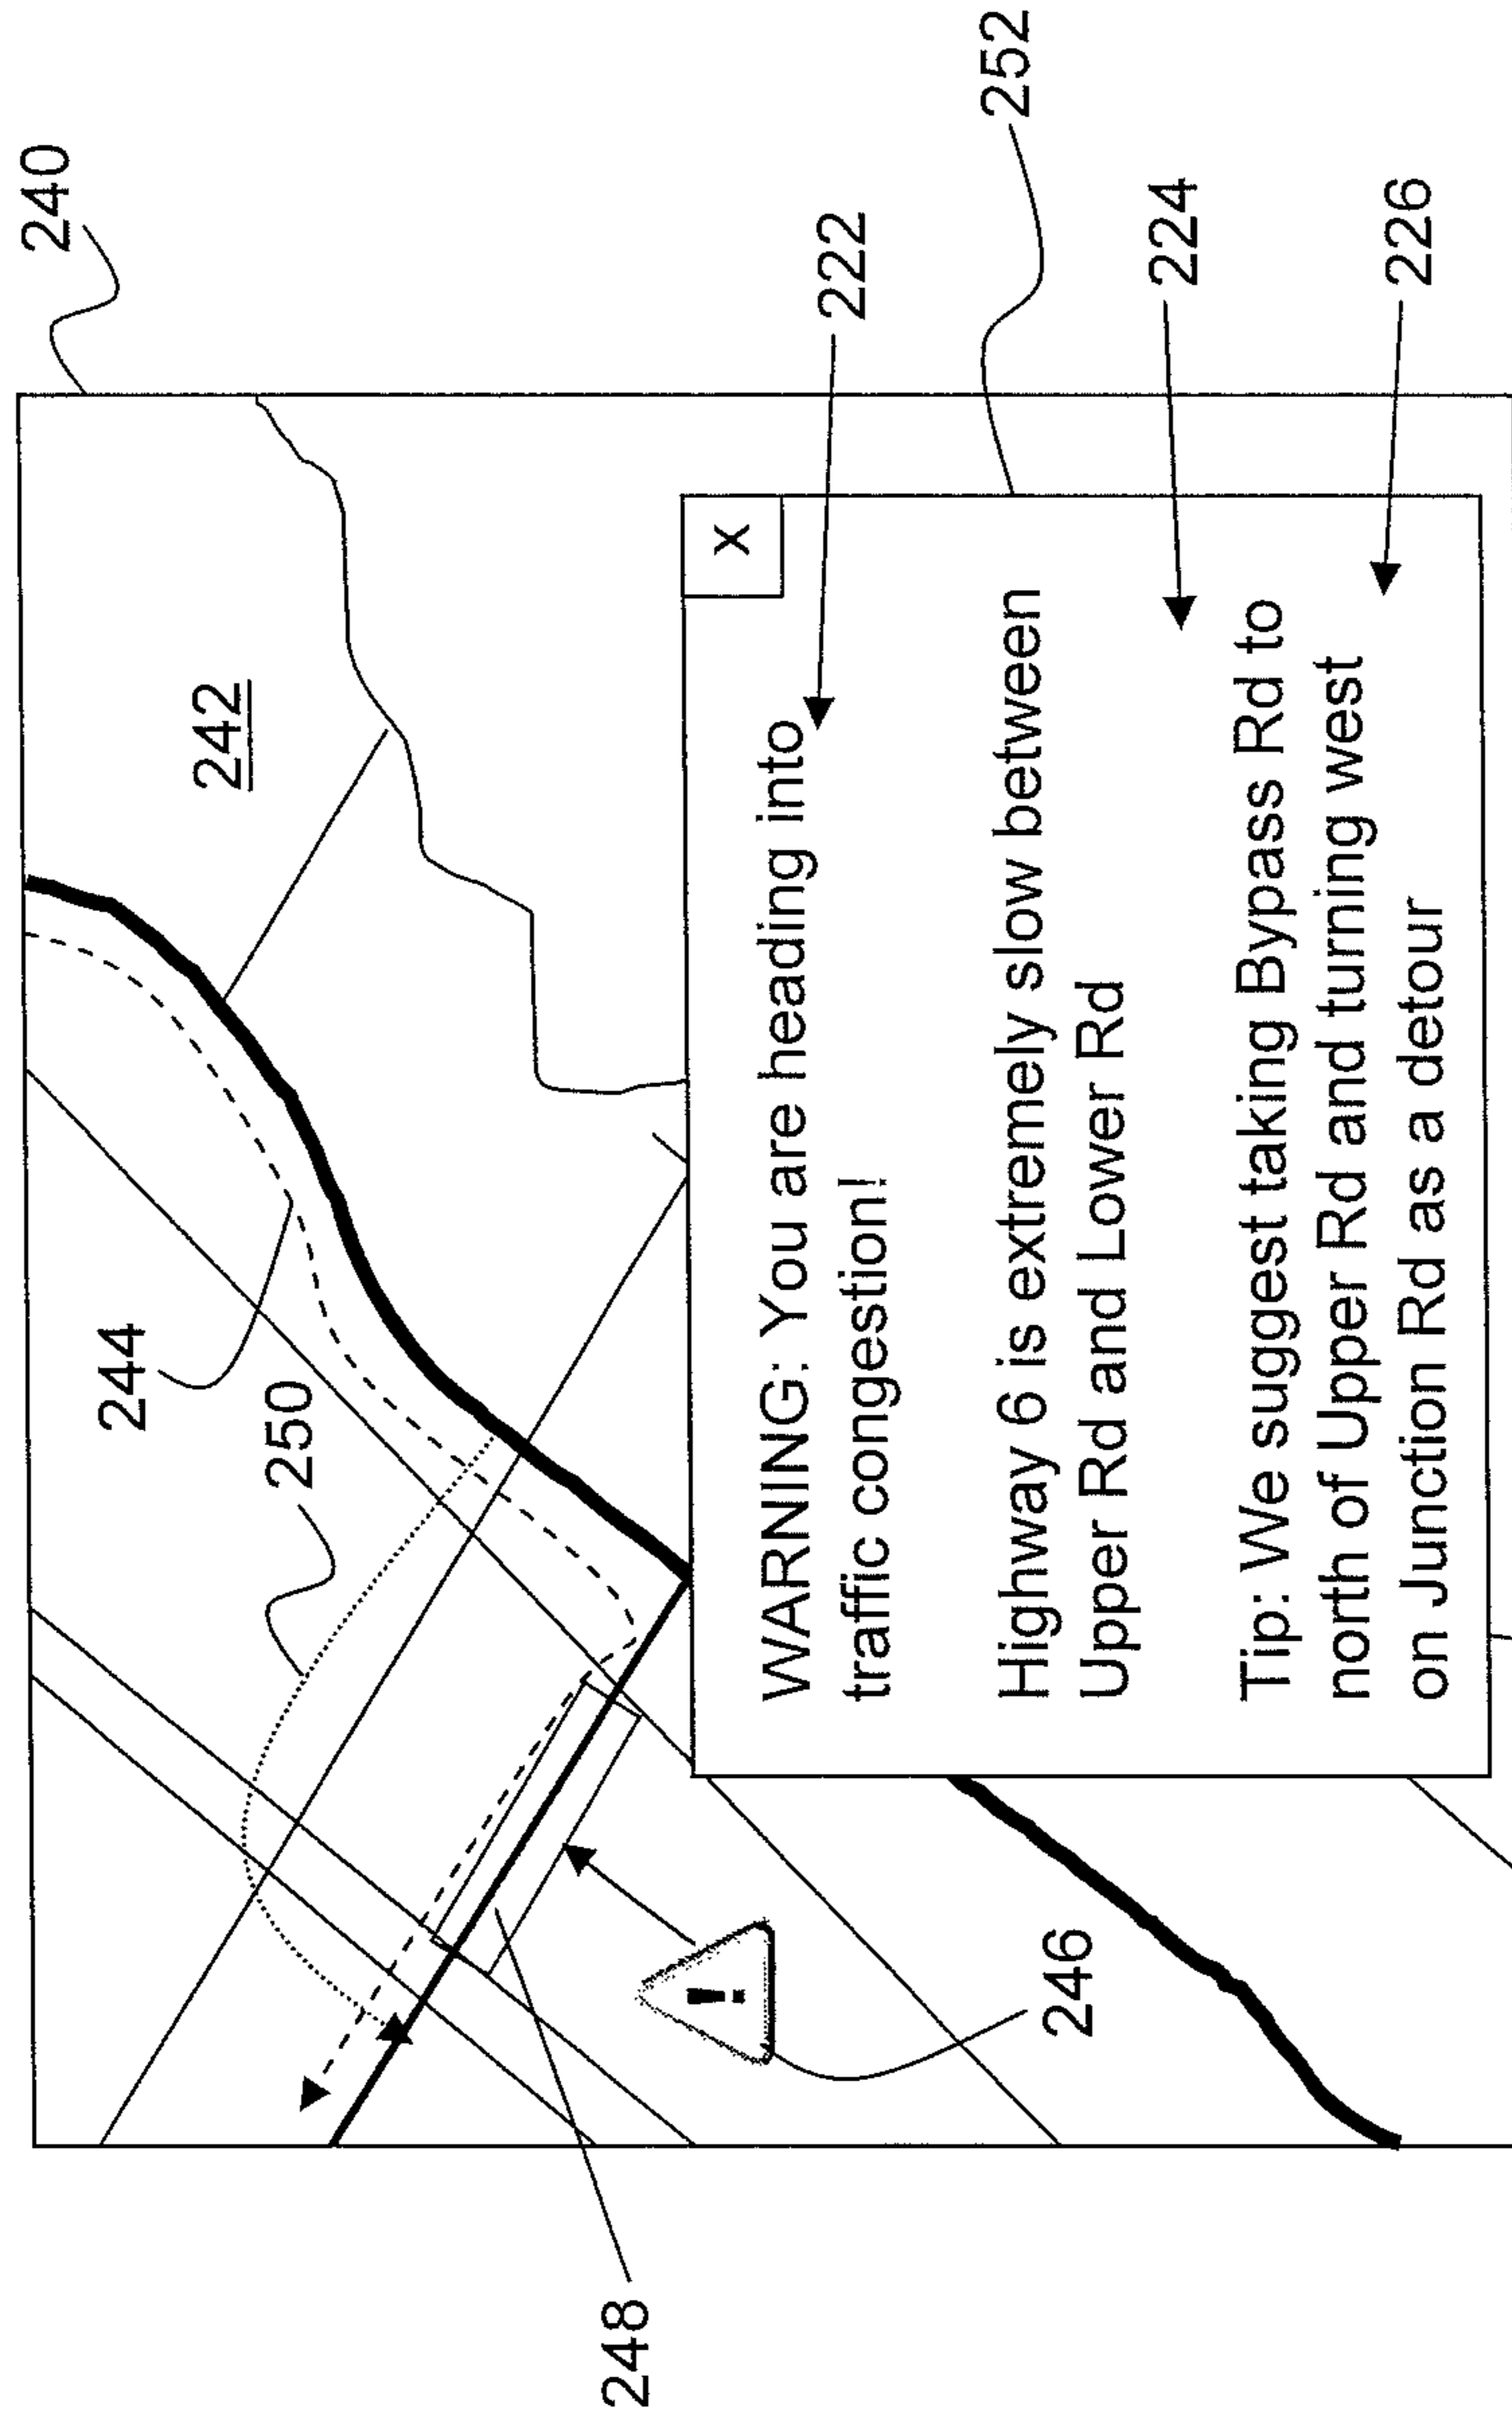 240
242
244
250
X
222
WARNING: You are heading into
traffic congestion!
252
Highway 6 is extremely slow between
Upper Rd and Lower Rd
224
Tip: We suggest taking Bypass Rd to
north of Upper Rd and turning west
on Junction Rd as a detour
226
!
248
246